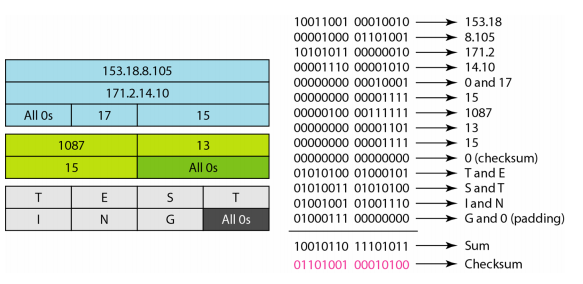 153.18.8.105
171.2.14.10
All 0s 17 15
1087 13
15 All 0s
T E S T
I N G All 0s
10011001 00010010 153.18
00001000 01101001 8.105
10101011 00000010 171.2
00001110 00001010 14.10
00000000 00010001 0 and 17
00000000 00001111 15
00000100 00111111 1087
00000000 00001101 13
00000000 00001111 15
00000000 00000000 0 (checksum)
01010100 01000101 T and E
01010011 01010100 S and T
01001001 01001110 I and N
01000111 00000000 G and 0 (padding)
10010110 11101011 Sum
01101001 00010100 Checksum